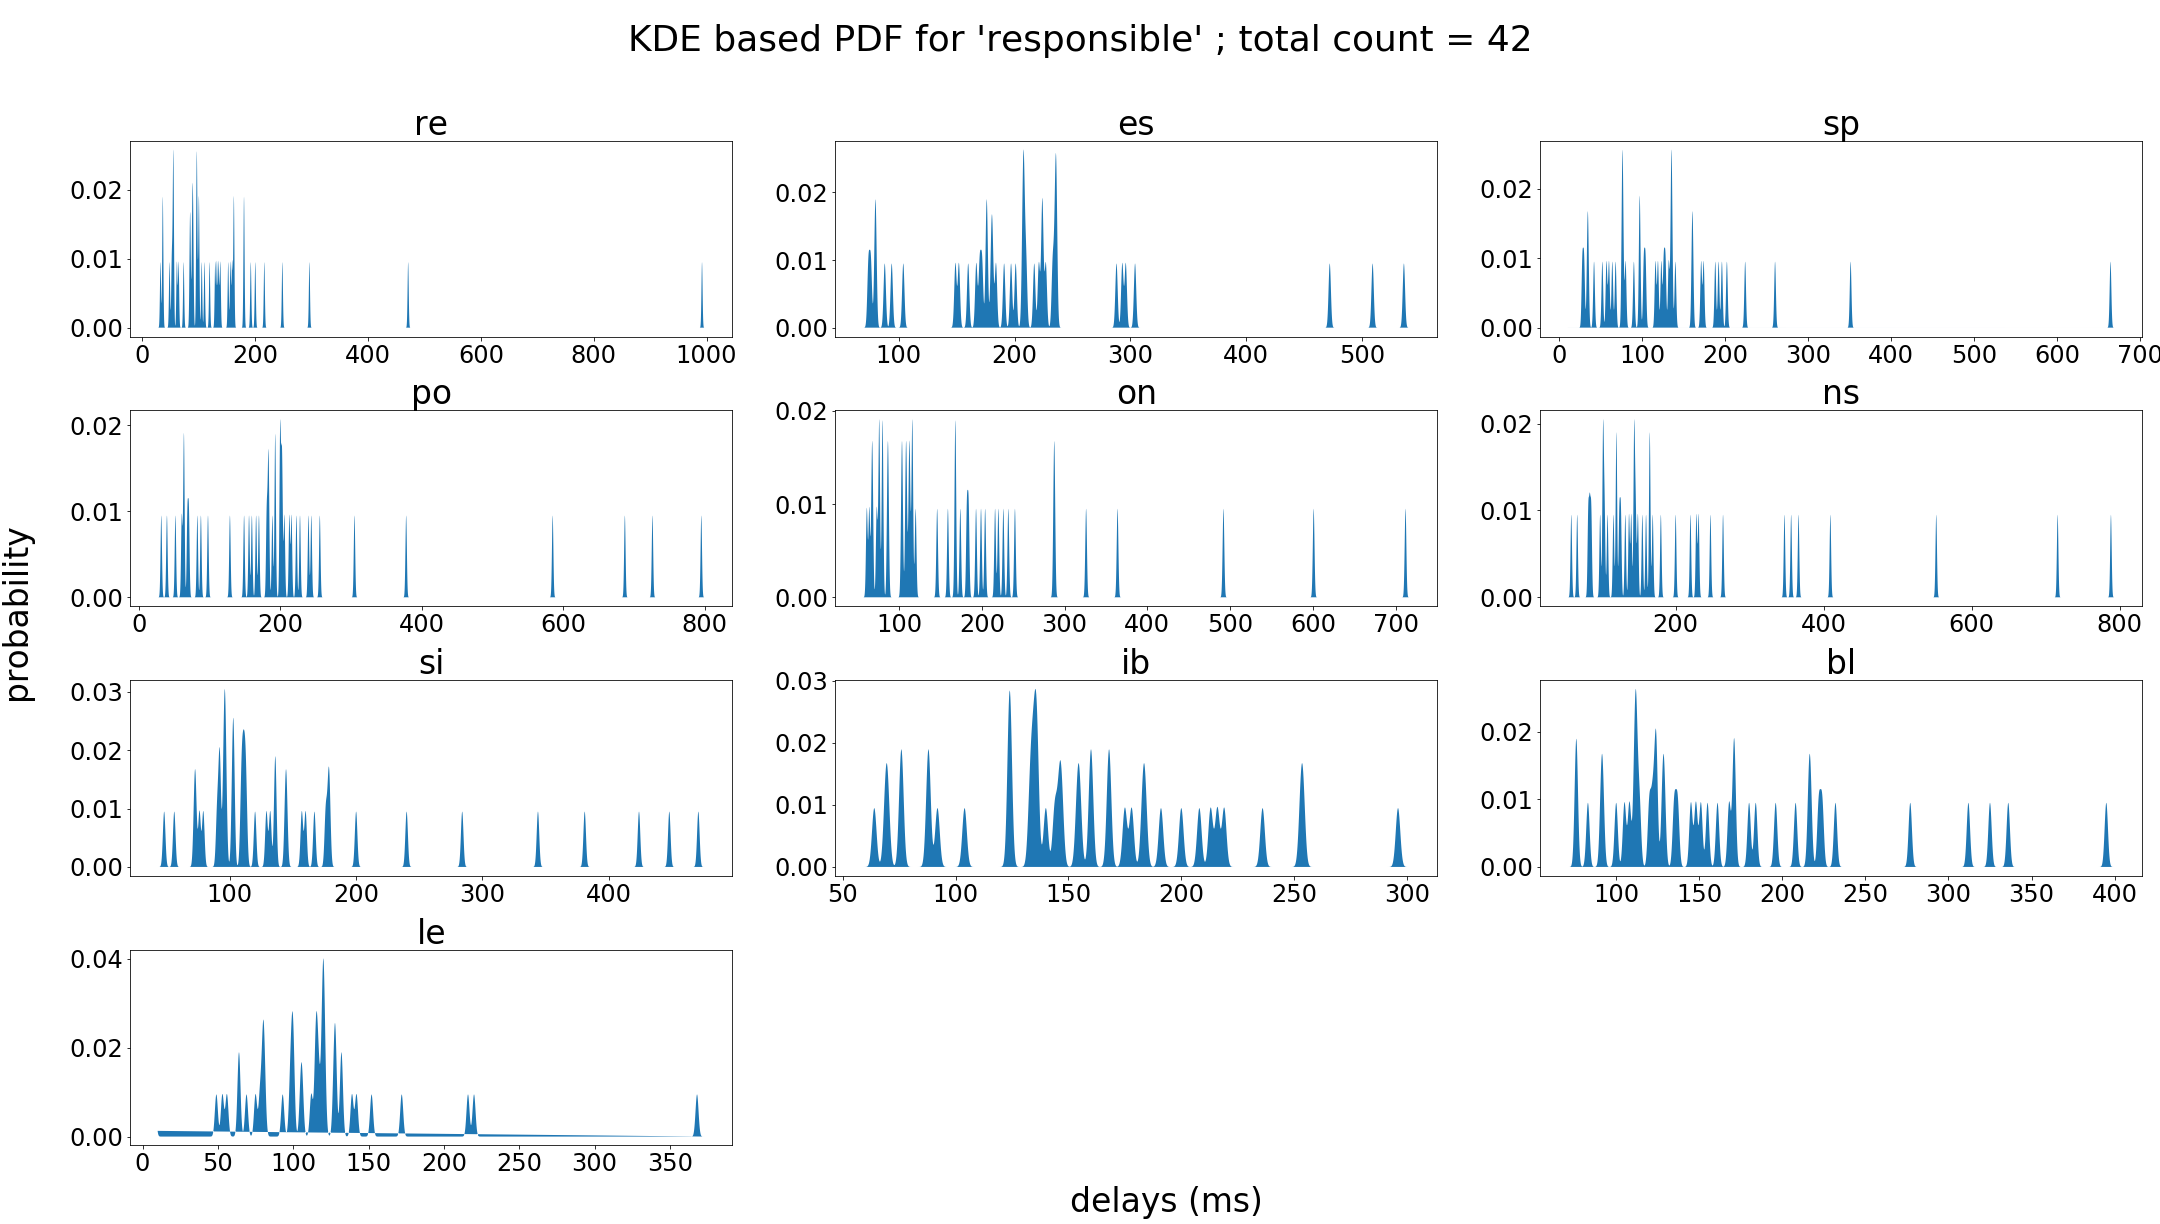 KDE based PDF for 'responsible' ; total count = 42
re
es
sp
0.02
0.01
0.00
0 200 400 600 800 1000
0.02
0.01
0.00
100 200 300 400 500
0.02
0.01
0.00
0 100 200 300 400 500 600 700
po
on
ns
0.02
0.01
0.00
0 200 400 600 800
0.02
0.01
0.00
100 200 300 400 500 600 700
0.02
0.01
0.00
200 400 600 800
si
ib
bl
0.03
0.02
0.01
0.00
100 200 300 400
0.03
0.02
0.01
0.00
50 100 150 200 250 300
0.02
0.01
0.00
100 150 200 250 300 350 400
le
0.04
0.02
0.00
0 50 100 150 200 250 300 350
probability
delays (ms)